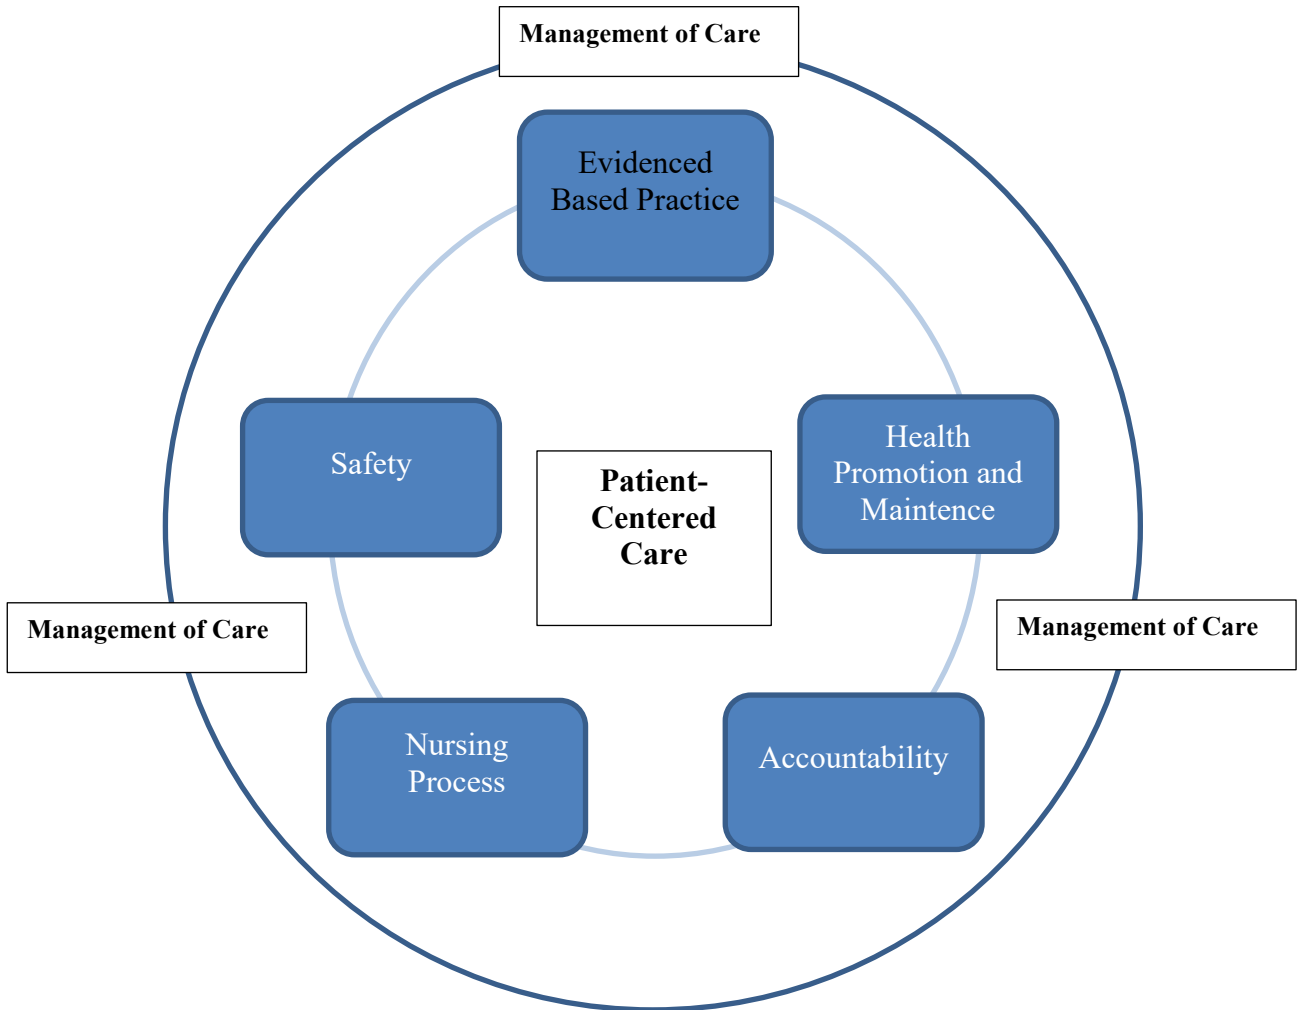 Management of Care
Evidenced
Based Practice
Safety
Health
Promotion and
Maintence
Patient-
Centered
Care
Management of Care
Management of Care
Nursing
Process
Accountability